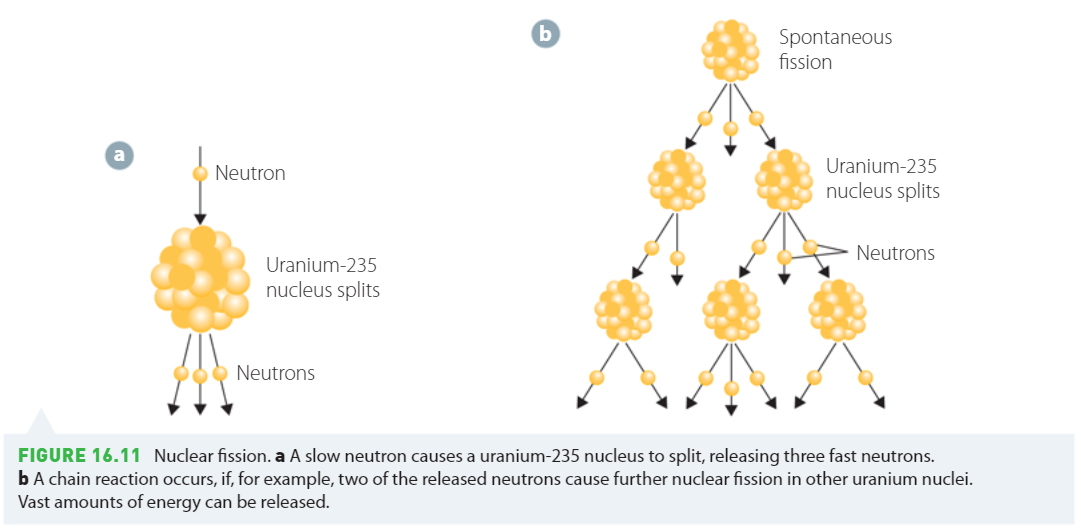 a
Neutron
Uranium-235
nucleus splits
Neutrons
b
Spontaneous
fission
Uranium-235
nucleus splits
Neutrons
FIGURE 16.11 Nuclear fission. a A slow neutron causes a uranium-235 nucleus to split, releasing three fast neutrons.
b A chain reaction occurs, if, for example, two of the released neutrons cause further nuclear fission in other uranium nuclei.
Vast amounts of energy can be released.